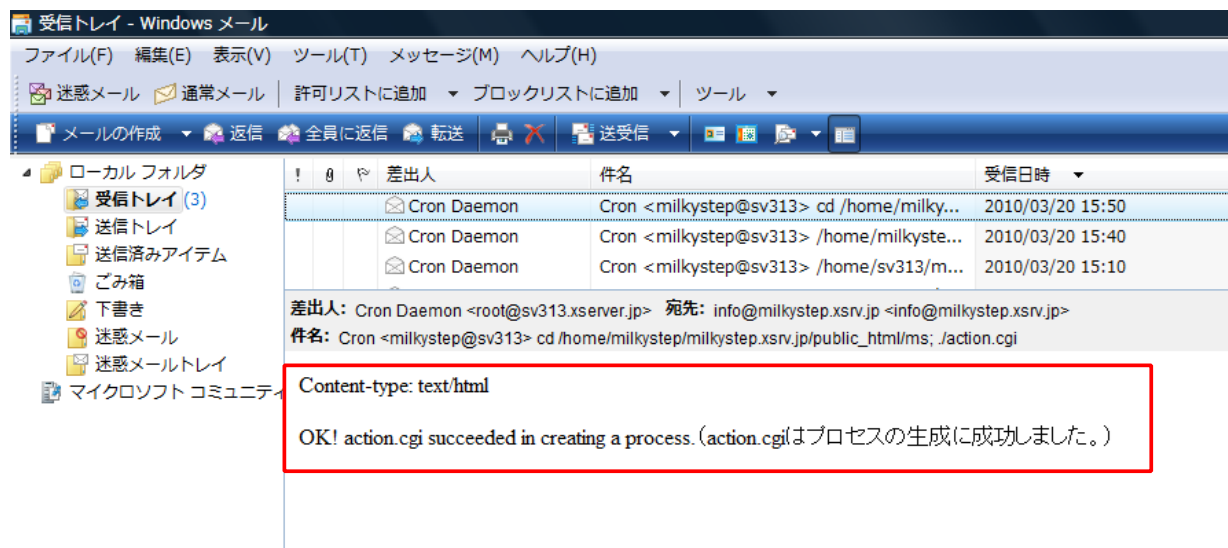 受信トレイ - Windows メール
ファイル(F) 編集(E) 表示(V) ツール(T) メッセージ(M) ヘルプ(H)
迷惑メール 通常メール 許可リストに追加 ブロックリストに追加 ツール
メールの作成 返信 全員に返信 転送 送受信
ローカル フォルダ
受信トレイ (3)
送信トレイ
送信済みアイテム
ごみ箱
下書き
迷惑メール
迷惑メールトレイ
マイクロソフト コミュニティ
! 差出人 件名 受信日時
Cron Daemon Cron <milkystep@sv313> cd /home/milky... 2010/03/20 15:50
Cron Daemon Cron <milkystep@sv313> /home/milkyste... 2010/03/20 15:40
Cron Daemon Cron <milkystep@sv313> /home/sv313/m... 2010/03/20 15:10
差出人: Cron Daemon <root@sv313.xserver.jp> 宛先: info@milkystep.xsrv.jp <info@milkystep.xsrv.jp>
件名: Cron <milkystep@sv313> cd /home/milkystep/milkystep.xsrv.jp/public_html/ms; ./action.cgi
Content-type: text/html
OK! action.cgi succeeded in creating a process.(action.cgiはプロセスの生成に成功しました。)